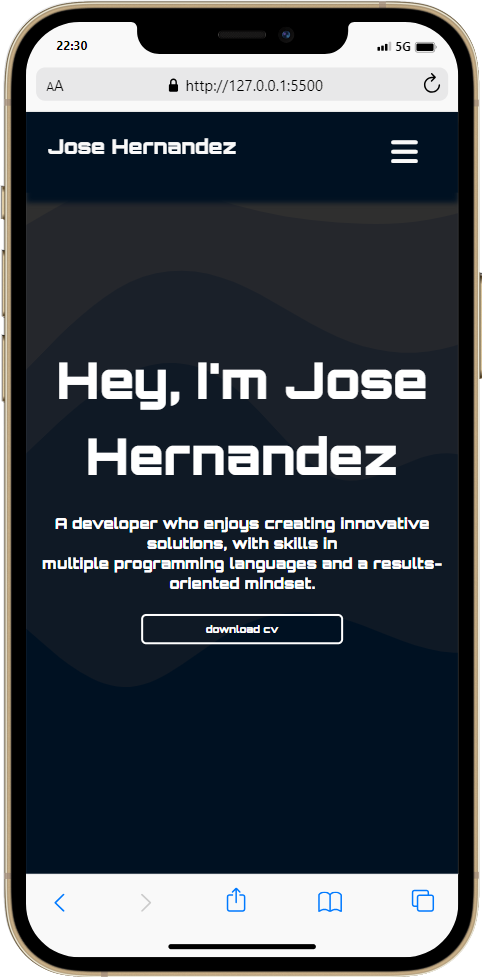 22:30
5G
AA
http://127.0.0.1:5500
Jose Hernandez
Hey, I'm Jose
Hernandez
A developer who enjoys creating innovative
solutions, with skills in
multiple programming languages and a results-
oriented mindset.
download cv